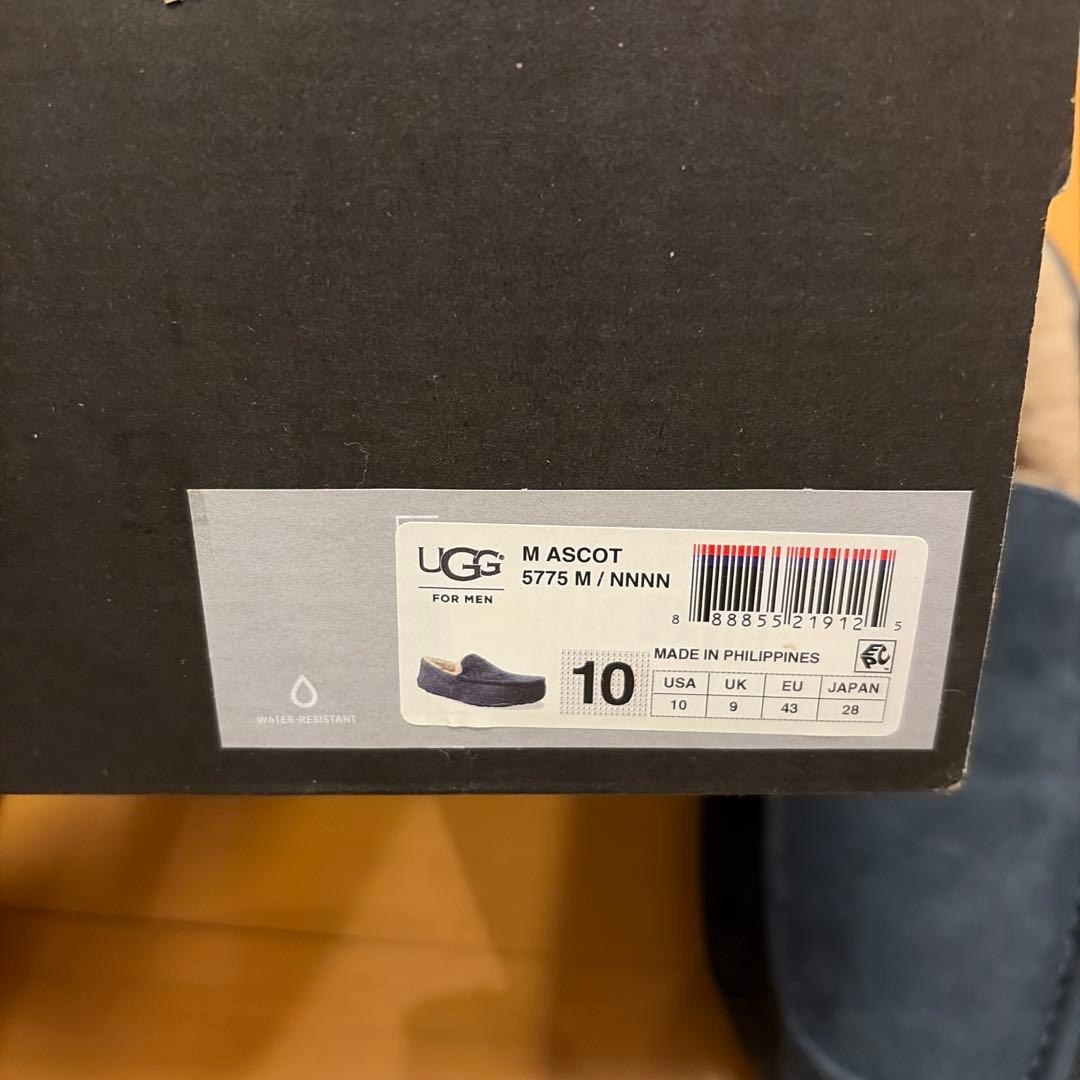 UGG®
FOR MEN
M ASCOT
5775 M / NNNN
8 88855 21912 5
MADE IN PHILIPPINES
EPC
10
USA UK EU JAPAN
10 9 43 28
WATER-RESISTANT